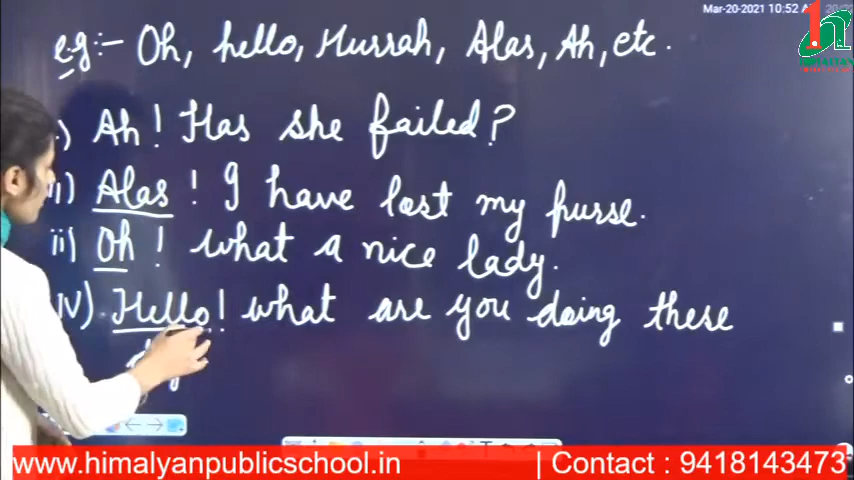 Mar-20-2021 10:52 A
e.g:- Oh, hello, Hurrah, Alas, Ah, etc.
i) Ah! Has she failed?
ii) Alas! I have lost my purse.
iii) Oh! what a nice lady.
iv) Hello! what are you doing these
www.himalyanpublicschool.in | Contact : 9418143473